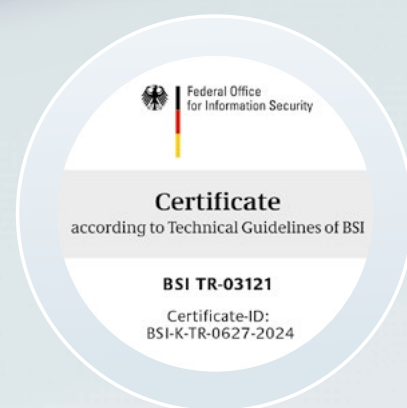 Federal Office
for Information Security
Certificate
according to Technical Guidelines of BSI
BSI TR-03121
Certificate-ID:
BSI-K-TR-0627-2024